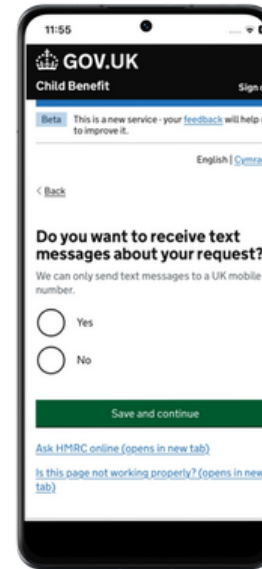 11:55
GOV.UK
Child Benefit
Sign
Beta This is a new service - your feedback will help
to improve it.
English | Cymra
< Back
Do you want to receive text
messages about your request?
We can only send text messages to a UK mobile
number.
Yes
No
Save and continue
Ask HMRC online (opens in new tab)
Is this page not working properly? (opens in new
tab)